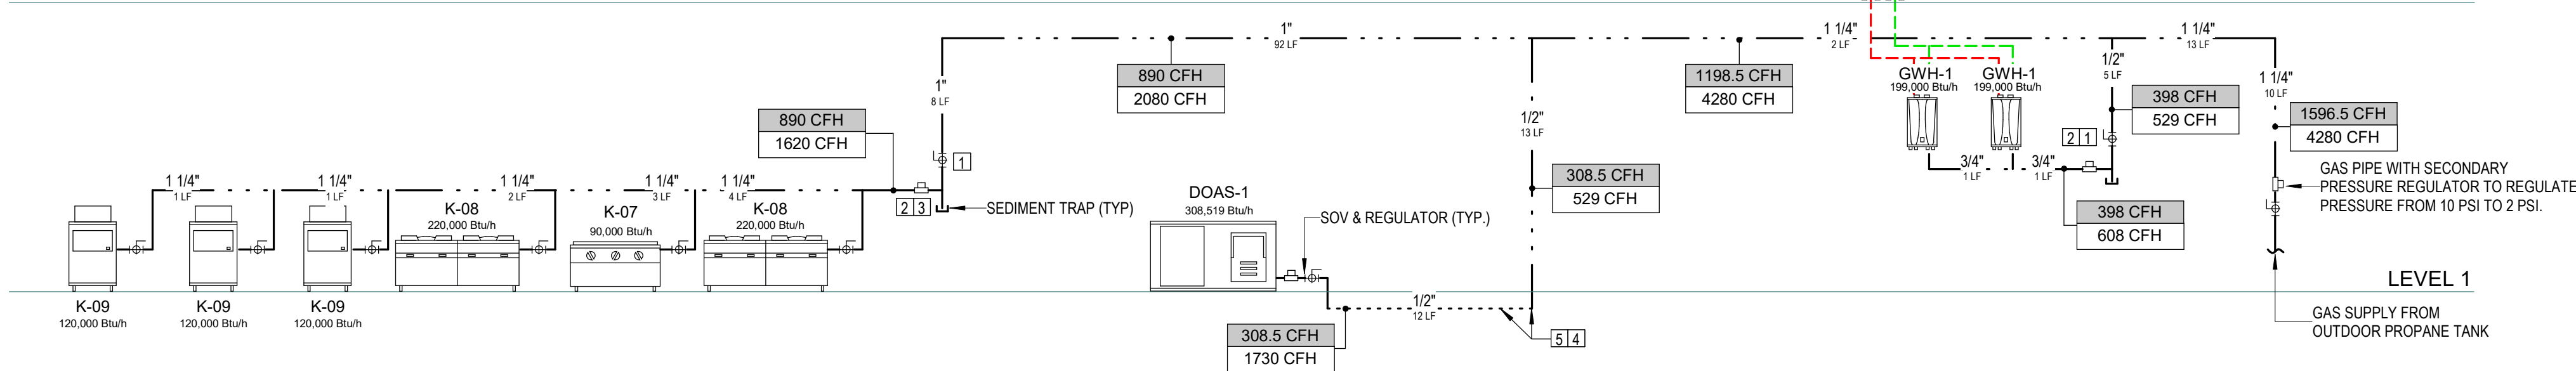 1"
92 LF
1 1/4"
2 LF
1 1/4"
13 LF
890 CFH
2080 CFH
1198.5 CFH
4280 CFH
GWH-1
199,000 Btu/h
GWH-1
199,000 Btu/h
1/2"
5 LF
1 1/4"
10 LF
1"
8 LF
398 CFH
529 CFH
1596.5 CFH
4280 CFH
890 CFH
1620 CFH
1/2"
13 LF
2 1
1
3/4"
1 LF
3/4"
1 LF
GAS PIPE WITH SECONDARY
PRESSURE REGULATOR TO REGULATE
PRESSURE FROM 10 PSI TO 2 PSI.
308.5 CFH
529 CFH
1 1/4"
1 LF
1 1/4"
1 LF
1 1/4"
2 LF
1 1/4"
3 LF
1 1/4"
4 LF
2 3
SEDIMENT TRAP (TYP)
K-08
220,000 Btu/h
K-07
90,000 Btu/h
K-08
220,000 Btu/h
DOAS-1
308,519 Btu/h
SOV & REGULATOR (TYP.)
398 CFH
608 CFH
LEVEL 1
K-09
120,000 Btu/h
K-09
120,000 Btu/h
K-09
120,000 Btu/h
1/2"
12 LF
308.5 CFH
1730 CFH
5 4
GAS SUPPLY FROM
OUTDOOR PROPANE TANK